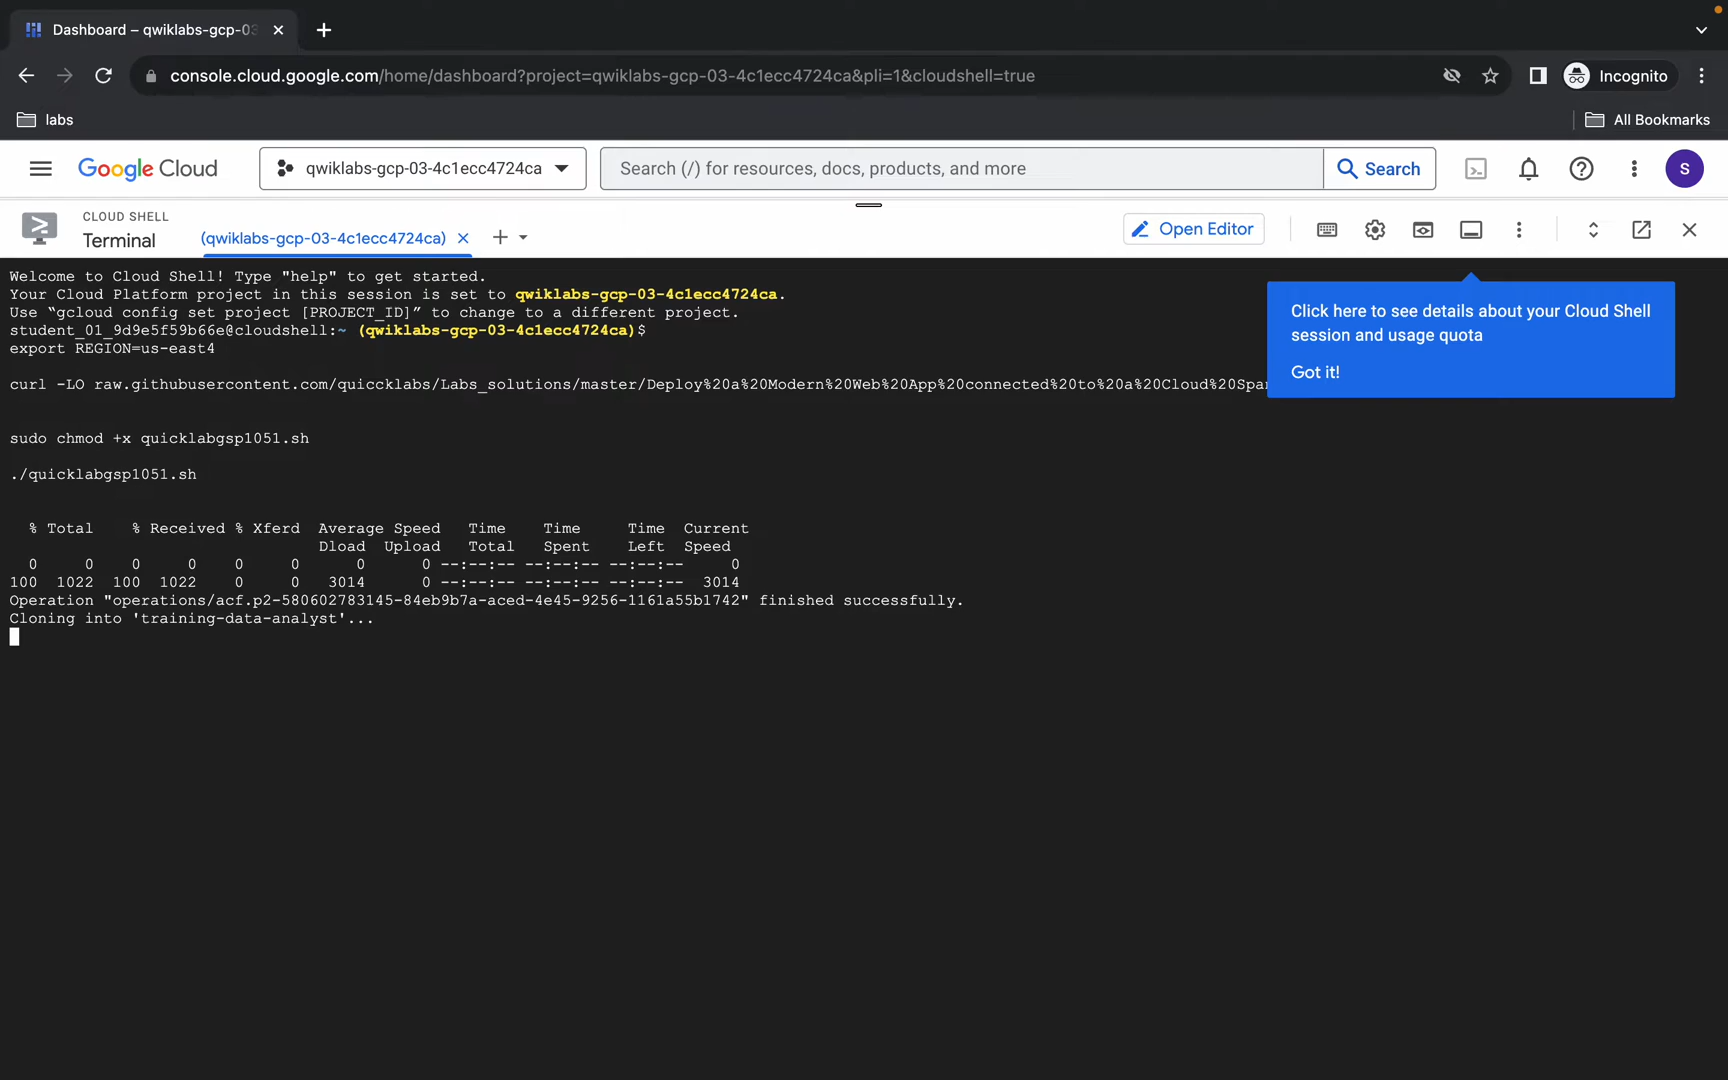 Dashboard – qwiklabs-gcp-03
console.cloud.google.com/home/dashboard?project=qwiklabs-gcp-03-4c1ecc4724ca&pli=1&cloudshell=true
Incognito
labs
All Bookmarks
Google Cloud
qwiklabs-gcp-03-4c1ecc4724ca
Search (/) for resources, docs, products, and more
Search
S
CLOUD SHELL
Terminal
(qwiklabs-gcp-03-4c1ecc4724ca)
Open Editor
Welcome to Cloud Shell! Type "help" to get started.
Your Cloud Platform project in this session is set to qwiklabs-gcp-03-4c1ecc4724ca.
Use “gcloud config set project [PROJECT_ID]” to change to a different project.
student_01_9d9e5f59b66e@cloudshell:~ (qwiklabs-gcp-03-4c1ecc4724ca)$
export REGION=us-east4
curl -LO raw.githubusercontent.com/quiccklabs/Labs_solutions/master/Deploy%20a%20Modern%20Web%20App%20connected%20to%20a%20Cloud%20Span
Click here to see details about your Cloud Shell
session and usage quota
Got it!
sudo chmod +x quicklabgsp1051.sh
./quicklabgsp1051.sh
% Total % Received % Xferd Average Speed Time Time Time Current
Dload Upload Total Spent Left Speed
0 0 0 0 0 0 0 0 --:--:-- --:--:-- --:--:-- 0
100 1022 100 1022 0 0 3014 0 --:--:-- --:--:-- --:--:-- 3014
Operation "operations/acf.p2-580602783145-84eb9b7a-aced-4e45-9256-1161a55b1742" finished successfully.
Cloning into 'training-data-analyst'...